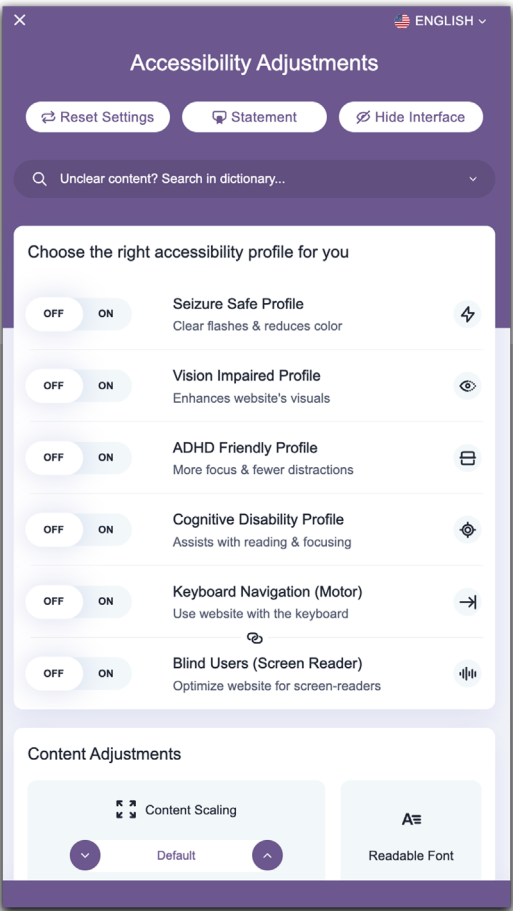 ENGLISH
Accessibility Adjustments
Reset Settings
Statement
Hide Interface
Unclear content? Search in dictionary...
Choose the right accessibility profile for you
OFF ON
Seizure Safe Profile
Clear flashes & reduces color
OFF ON
Vision Impaired Profile
Enhances website's visuals
OFF ON
ADHD Friendly Profile
More focus & fewer distractions
OFF ON
Cognitive Disability Profile
Assists with reading & focusing
OFF ON
Keyboard Navigation (Motor)
Use website with the keyboard
OFF ON
Blind Users (Screen Reader)
Optimize website for screen-readers
Content Adjustments
Content Scaling
Default
Readable Font